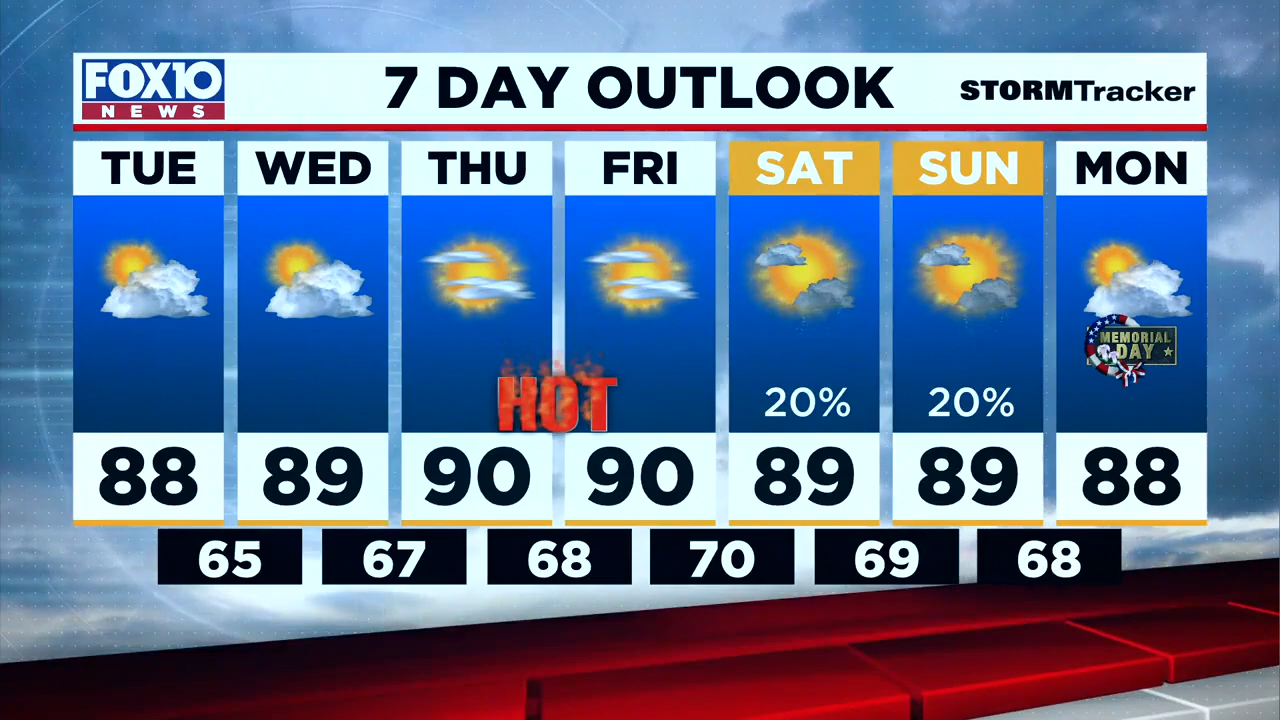 FOX10
NEWS
7 DAY OUTLOOK
STORMTracker
TUE WED THU FRI SAT SUN MON
MEMORIAL
DAY
HOT
20% 20%
88 89 90 90 89 89 88
65 67 68 70 69 68